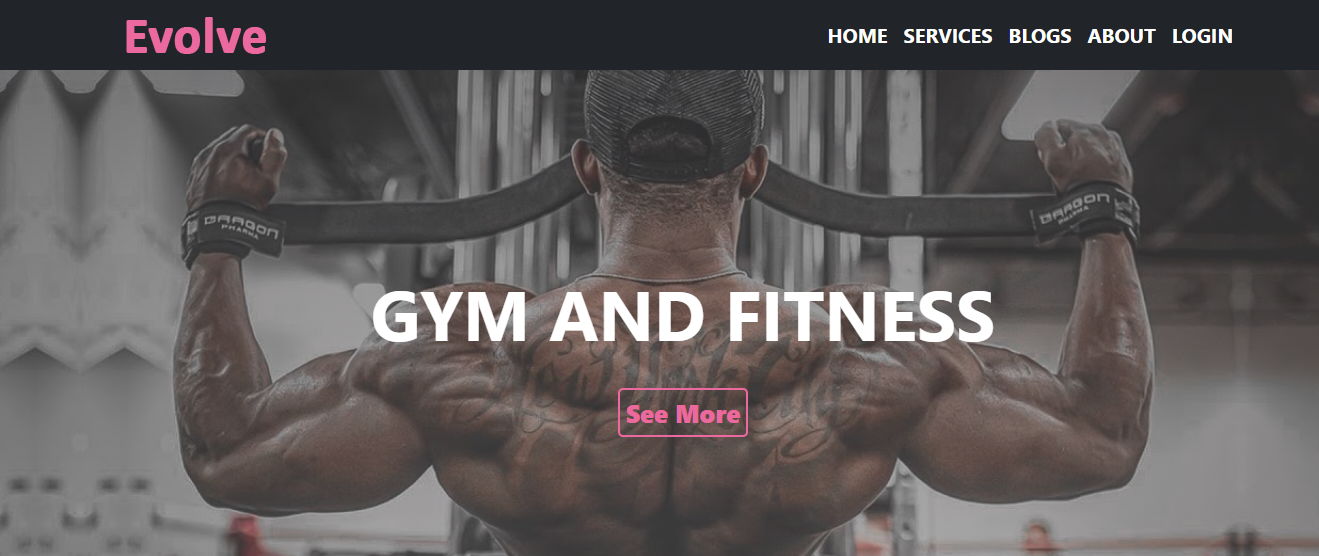 Evolve
HOME SERVICES BLOGS ABOUT LOGIN
DRAGON
PHARMA
DRAGON
PHARMA
GYM AND FITNESS
See More